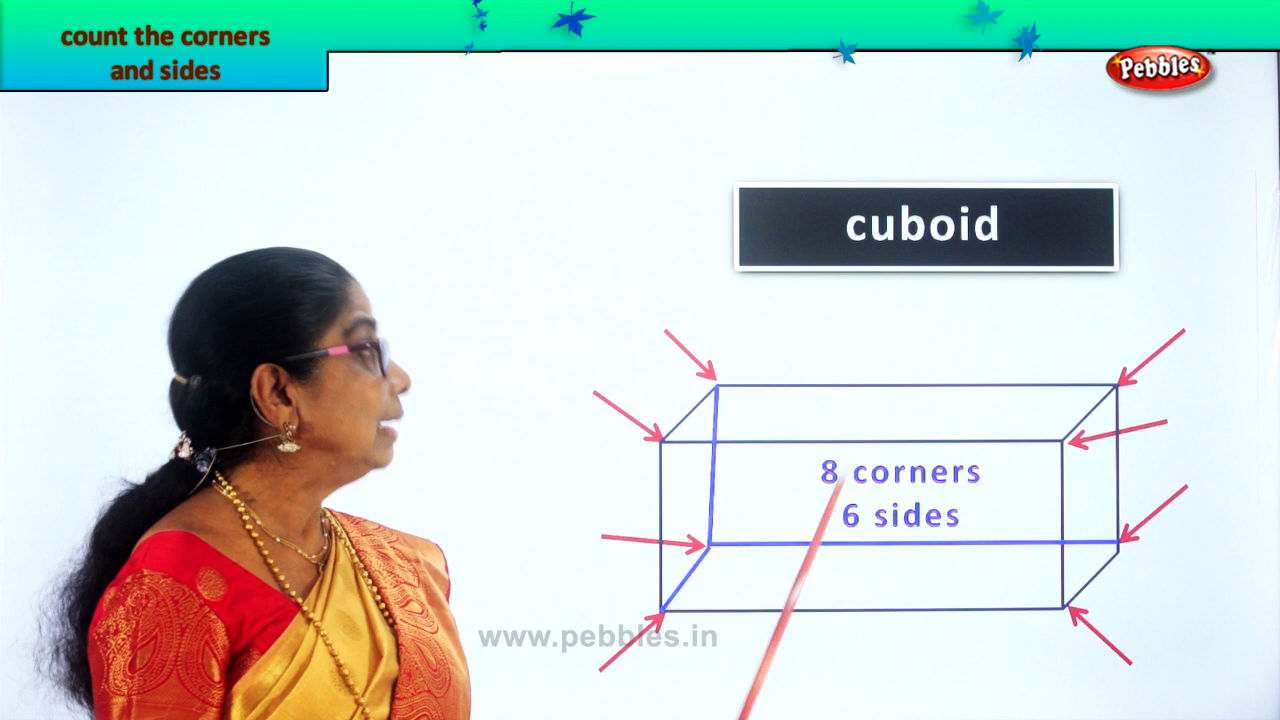 count the corners
and sides
Pebbles
cuboid
8 corners
6 sides
www.pebbles.in